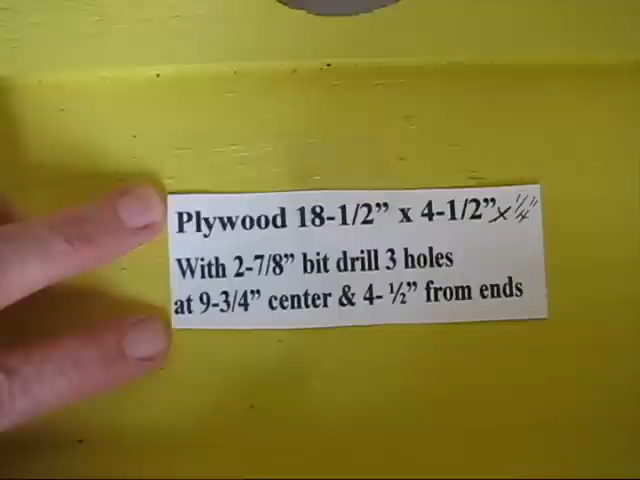 Plywood 18-1/2” x 4-1/2” x 1/4"
With 2-7/8” bit drill 3 holes
at 9-3/4” center & 4- ½” from ends